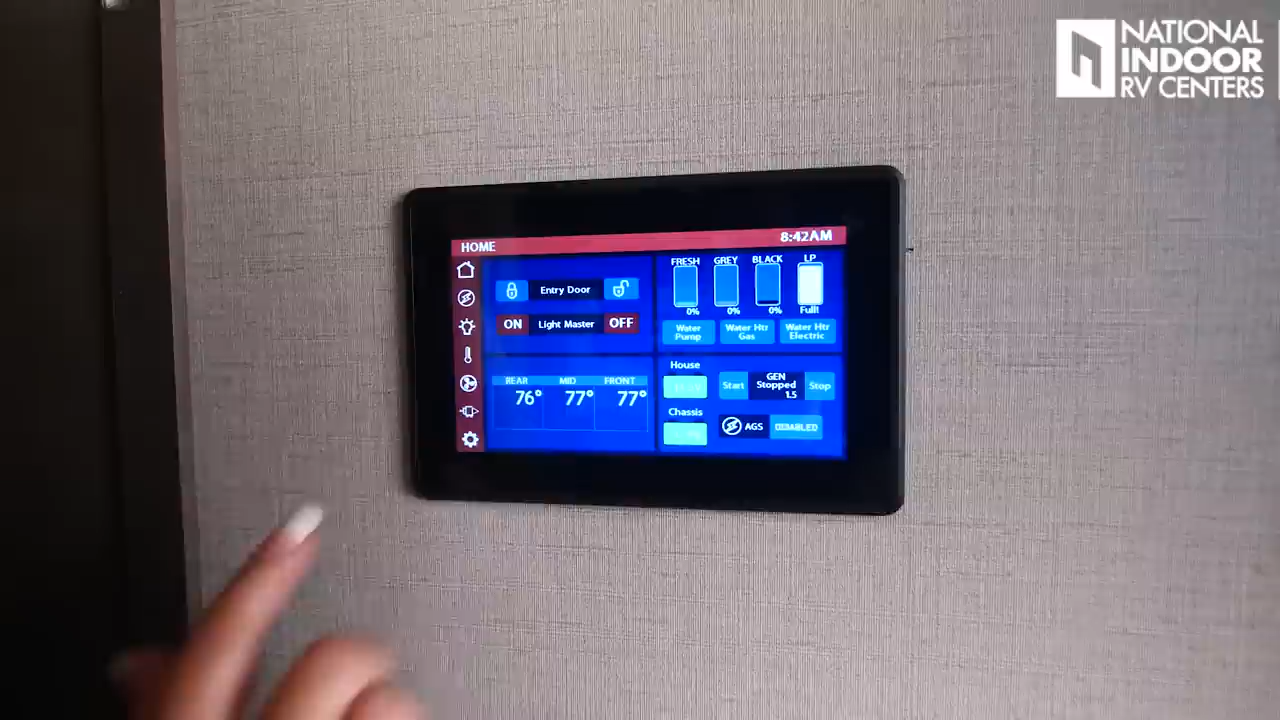 NATIONAL
INDOOR
RV CENTERS
HOME
8:42AM
Entry Door
ON Light Master OFF
REAR MID FRONT
76° 77° 77°
FRESH GREY BLACK LP
0% 0% 0% Full!
Water Pump
Water Htr Gas
Water Htr Electric
House
Chassis
GEN
Start Stopped Stop
1.5
AGS DISABLED